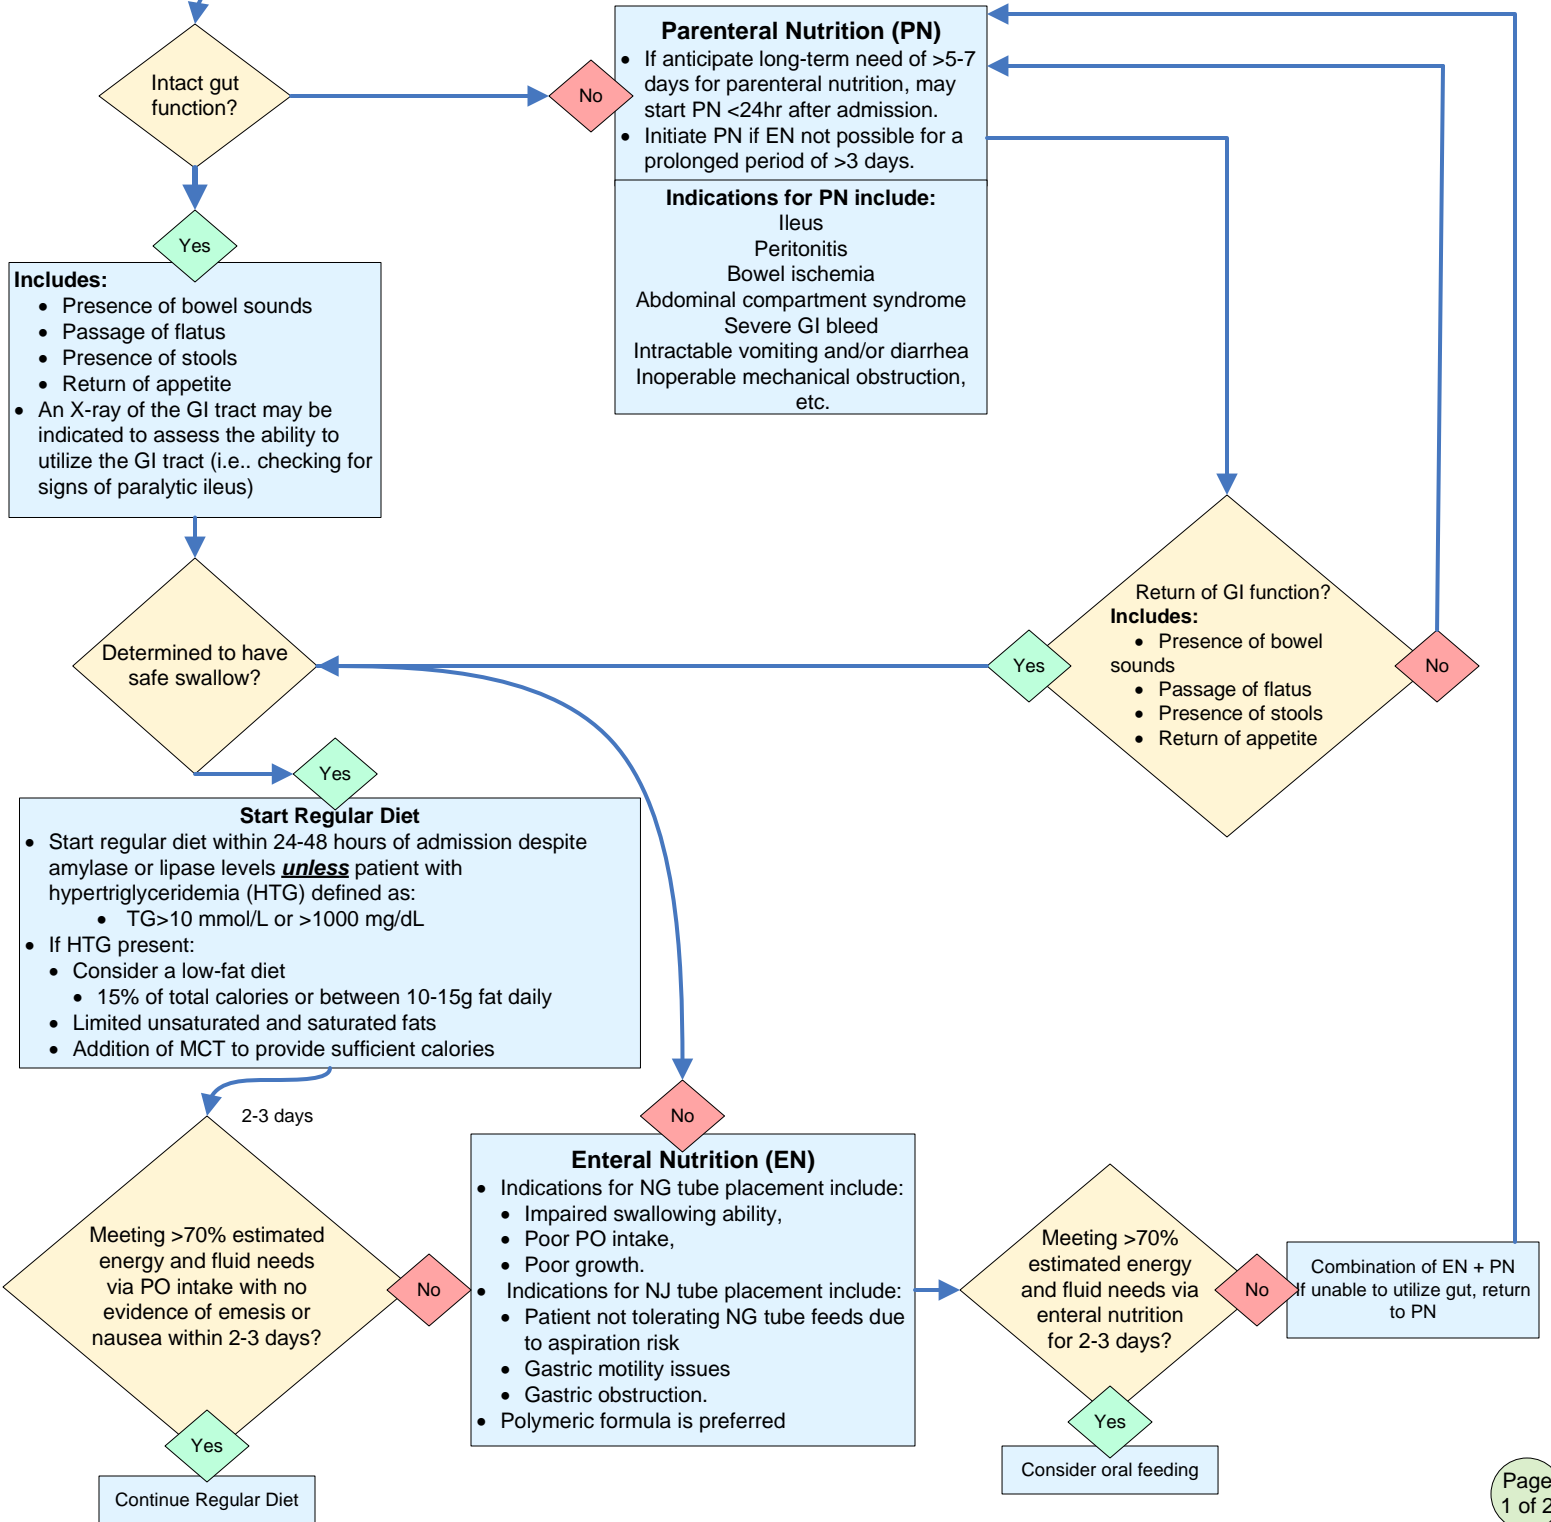 Intact gut
function?
No
Parenteral Nutrition (PN)
• If anticipate long-term need of >5-7
days for parenteral nutrition, may
start PN <24hr after admission.
• Initiate PN if EN not possible for a
prolonged period of >3 days.
Indications for PN include:
Ileus
Peritonitis
Bowel ischemia
Abdominal compartment syndrome
Severe GI bleed
Intractable vomiting and/or diarrhea
Inoperable mechanical obstruction,
etc.
Yes
Includes:
• Presence of bowel sounds
• Passage of flatus
• Presence of stools
• Return of appetite
• An X-ray of the GI tract may be
indicated to assess the ability to
utilize the GI tract (i.e.. checking for
signs of paralytic ileus)
Return of GI function?
Includes:
• Presence of bowel
sounds
• Passage of flatus
• Presence of stools
• Return of appetite
Yes
No
Determined to have
safe swallow?
Yes
Start Regular Diet
• Start regular diet within 24-48 hours of admission despite
amylase or lipase levels unless patient with
hypertriglyceridemia (HTG) defined as:
• TG>10 mmol/L or >1000 mg/dL
• If HTG present:
• Consider a low-fat diet
• 15% of total calories or between 10-15g fat daily
• Limited unsaturated and saturated fats
• Addition of MCT to provide sufficient calories
2-3 days
Meeting >70% estimated
energy and fluid needs
via PO intake with no
evidence of emesis or
nausea within 2-3 days?
No
Yes
Continue Regular Diet
No
Enteral Nutrition (EN)
• Indications for NG tube placement include:
• Impaired swallowing ability,
• Poor PO intake,
• Poor growth.
• Indications for NJ tube placement include:
• Patient not tolerating NG tube feeds due
to aspiration risk
• Gastric motility issues
• Gastric obstruction.
• Polymeric formula is preferred
Meeting >70%
estimated energy
and fluid needs via
enteral nutrition
for 2-3 days?
No
Combination of EN + PN
If unable to utilize gut, return
to PN
Yes
Consider oral feeding
Page
1 of 2